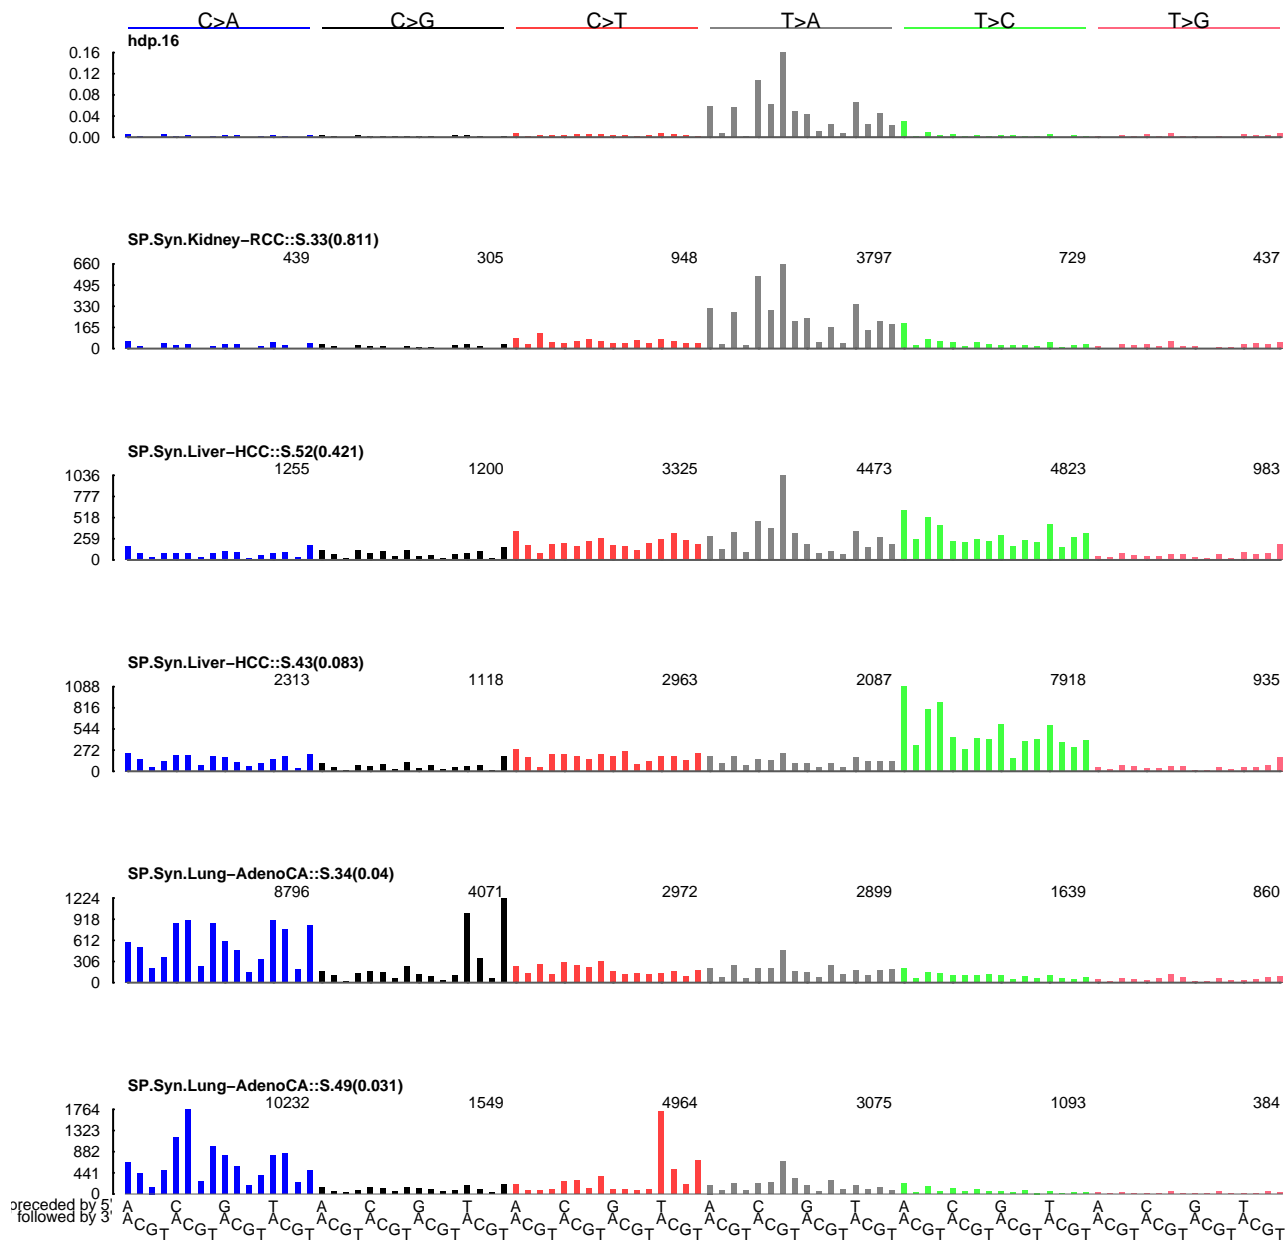 C>A C>G C>T T>A T>C T>G
hdp.16
0.16
0.12
0.08
0.04
0.00
SP.Syn.Kidney−RCC::S.33(0.811)
439 305 948 3797 729 437
660
495
330
165
0
SP.Syn.Liver−HCC::S.52(0.421)
1255 1200 3325 4473 4823 983
1036
777
518
259
0
SP.Syn.Liver−HCC::S.43(0.083)
2313 1118 2963 2087 7918 935
1088
816
544
272
0
SP.Syn.Lung−AdenoCA::S.34(0.04)
8796 4071 2972 2899 1639 860
1224
918
612
306
0
SP.Syn.Lung−AdenoCA::S.49(0.031)
10232 1549 4964 3075 1093 384
1764
1323
882
441
0
preceded by 5' A C G T A C G T A C G T A C G T A C G T A C G T
followed by 3' ACGT ACGT ACGT ACGT ACGT ACGT ACGT ACGT ACGT ACGT ACGT ACGT ACGT ACGT ACGT ACGT ACGT ACGT ACGT ACGT ACGT ACGT ACGT ACGT